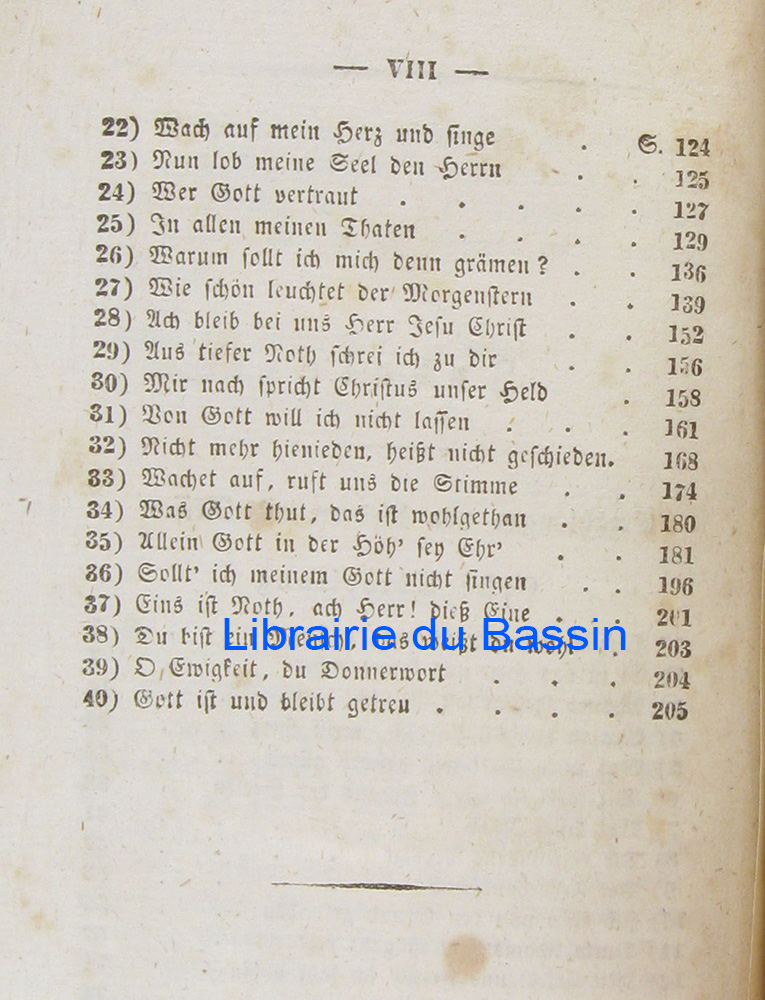 — VIII —
22) Wach auf mein Herz und singe . S. 124
23) Nun lob meine Seel den Herrn . . 125
24) Wer Gott vertraut . . . . . 127
25) In allen meinen Thaten . . . . 129
26) Warum sollt ich mich denn grämen? . . 136
27) Wie schön leuchtet der Morgenstern . . 139
28) Ach bleib bei uns Herr Jesu Christ . . 152
29) Aus tiefer Noth schrei ich zu dir . . 156
30) Mir nach spricht Christus unser Held . 158
31) Von Gott will ich nicht lassen . . . 161
32) Nicht mehr hienieden, heißt nicht geschieden. 168
33) Wachet auf, ruft uns die Stimme . . 174
34) Was Gott thut, das ist wohlgethan . . 180
35) Allein Gott in der Höh' sey Ehr' . . 181
36) Sollt' ich meinem Gott nicht singen . . 196
37) Eins ist Noth, ach Herr! dieß Eine . . 201
38) Du bist ein Mensch, das weißt du wohl . 203
Librairie du Bassin
39) O Ewigkeit, du Donnerwort . . . 204
40) Gott ist und bleibt getreu . . . . 205